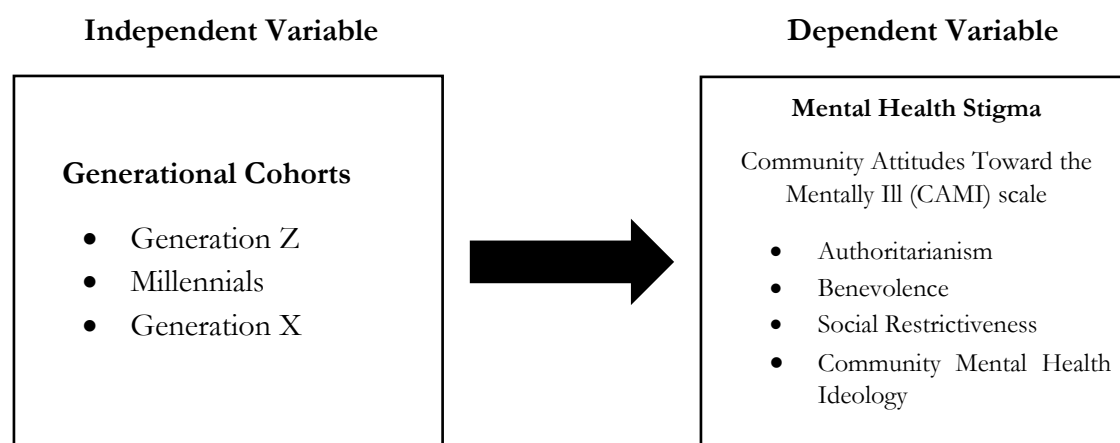 Independent Variable
Generational Cohorts
• Generation Z
• Millennials
• Generation X
Dependent Variable
Mental Health Stigma
Community Attitudes Toward the
Mentally Ill (CAMI) scale
• Authoritarianism
• Benevolence
• Social Restrictiveness
• Community Mental Health
Ideology